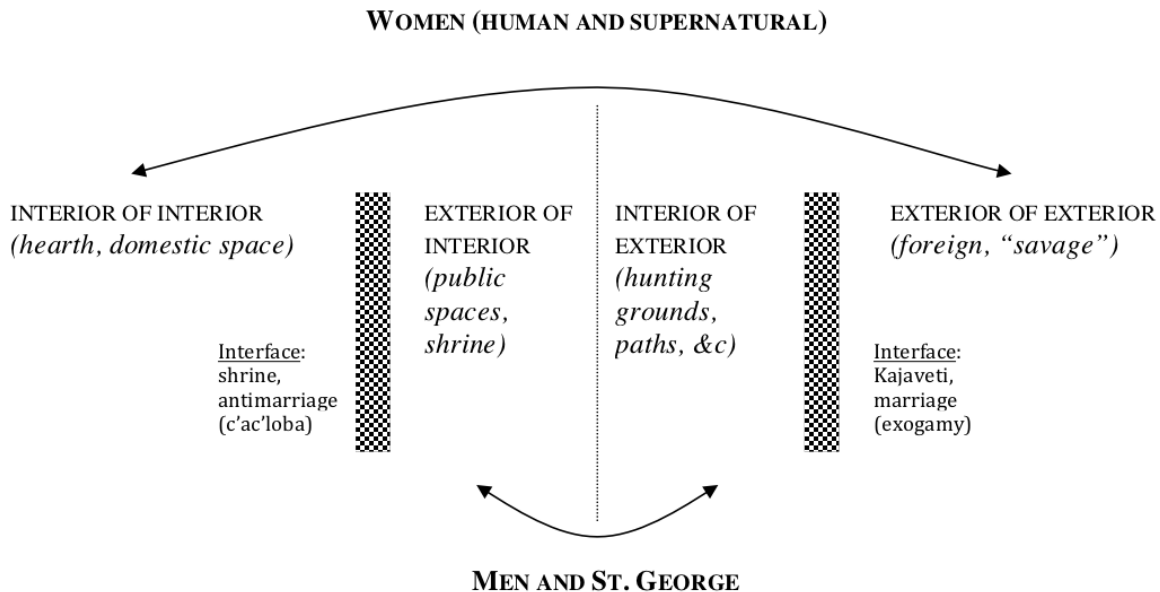 WOMEN (HUMAN AND SUPERNATURAL)
INTERIOR OF INTERIOR
(hearth, domestic space)
Interface:
shrine,
antimarriage
(c'ac'loba)
EXTERIOR OF
INTERIOR
(public
spaces,
shrine)
INTERIOR OF
EXTERIOR
(hunting
grounds,
paths, &c)
EXTERIOR OF EXTERIOR
(foreign, “savage”)
Interface:
Kajaveti,
marriage
(exogamy)
MEN AND ST. GEORGE